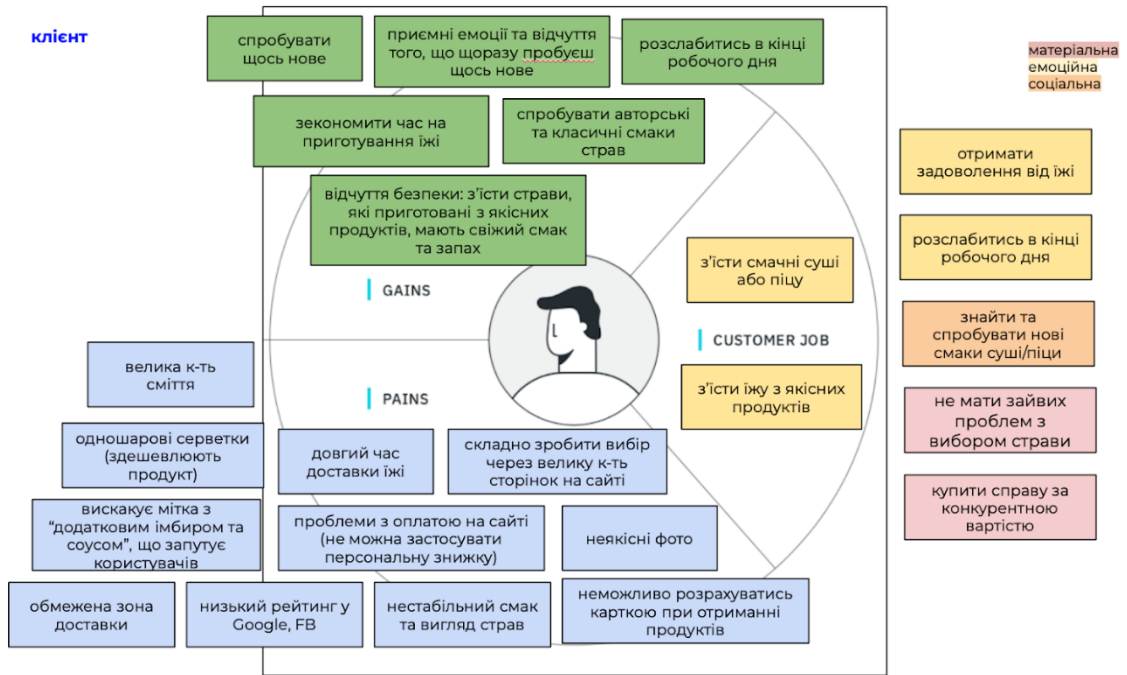 клієнт
спробувати
щось нове
приємні емоції та відчуття
того, що щоразу пробуєш
щось нове
розслабитись в кінці
робочого дня
матеріальна
емоційна
соціальна
зекономити час на
приготування їжі
спробувати авторські
та класичні смаки
страв
відчуття безпеки: з’їсти страви,
які приготовані з якісних
продуктів, мають свіжий смак
та запах
отримати
задоволення від їжі
розслабитись в кінці
робочого дня
з’їсти смачні суші
або піцу
GAINS
CUSTOMER JOB
знайти та
спробувати нові
смаки суші/піци
з’їсти їжу з якісних
продуктів
не мати зайвих
проблем з
вибором страви
купити справу за
конкурентною
вартістю
велика к-ть
сміття
PAINS
одношарові серветки
(здешевлюють
продукт)
довгий час
доставки їжі
складно зробити вибір
через велику к-ть
сторінок на сайті
вискакує мітка з
“додатковим імбиром та
соусом”, що запутує
користувачів
проблеми з оплатою на сайті
(не можна застосувати
персональну знижку)
неякісні фото
обмежена зона
доставки
низький рейтинг у
Google, FB
нестабільний смак
та вигляд страв
неможливо розрахуватись
карткою при отриманні
продуктів